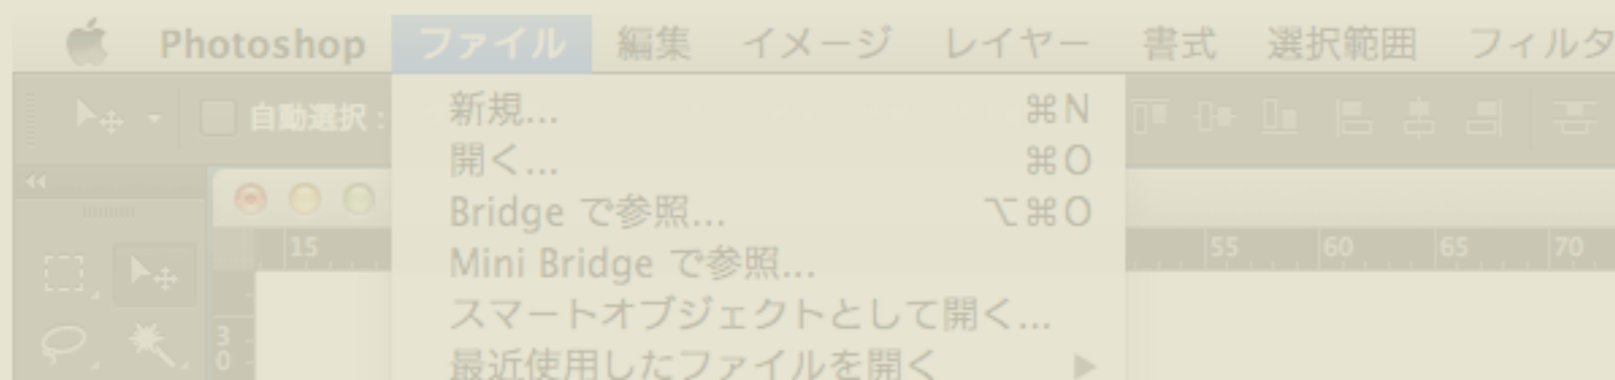 Photoshop ファイル 編集 イメージ レイヤー 書式 選択範囲 フィルタ
自動選択 :
新規... ⌘N
開く... ⌘O
Bridge で参照... ⌥⌘O
Mini Bridge で参照...
スマートオブジェクトとして開く...
最近使用したファイルを開く ▶
15 55 60 65 70
30